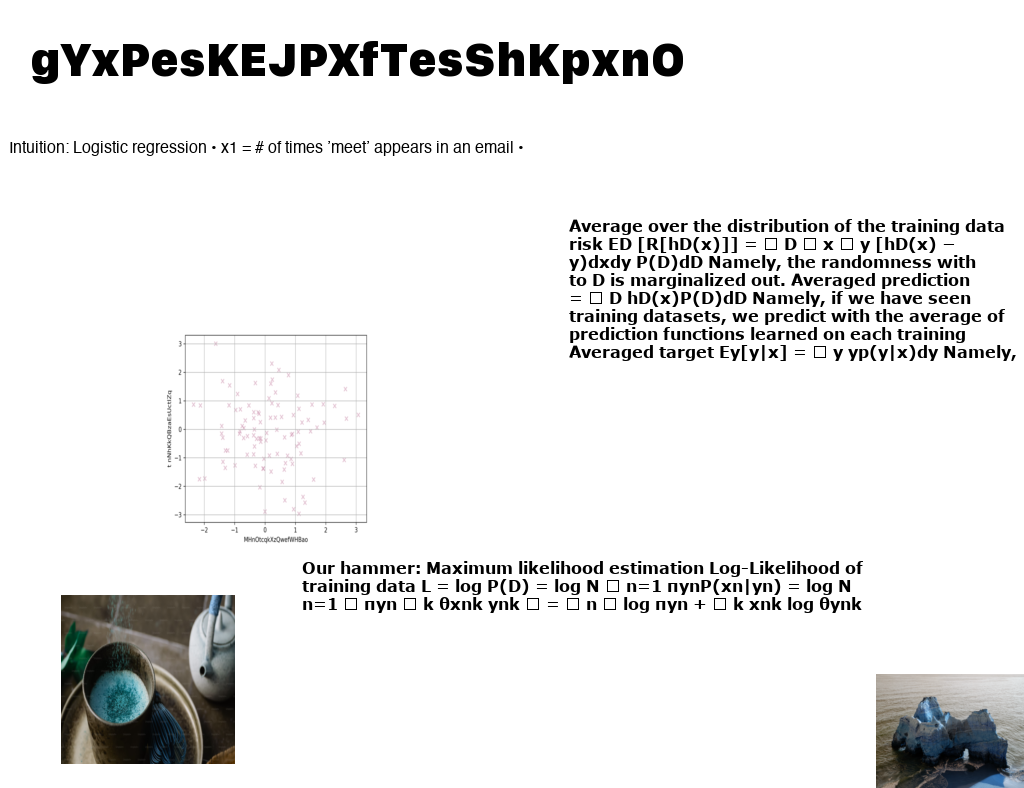 gYxPesKEJPXfTesShKpxnO
Intuition: Logistic regression • x1 = # of times ’meet’ appears in an email •
Average over the distribution of the training data
risk ED [R[hD(x)]] = □ D □ x □ y [hD(x) −
y)dxdy P(D)dD Namely, the randomness with
to D is marginalized out. Averaged prediction
= □ D hD(x)P(D)dD Namely, if we have seen
training datasets, we predict with the average of
prediction functions learned on each training
Averaged target Ey[y|x] = □ y yp(y|x)dy Namely,
3
2
1
0
−1
−2
−3
−2 −1 0 1 2 3
MHnOtcqkXzQwefWHBao
Our hammer: Maximum likelihood estimation Log-Likelihood of
training data L = log P(D) = log N □ n=1 πynP(xn|yn) = log N
n=1 □ πyn □ k θxnk ynk □ = □ n □ log πyn + □ k xnk log θynk